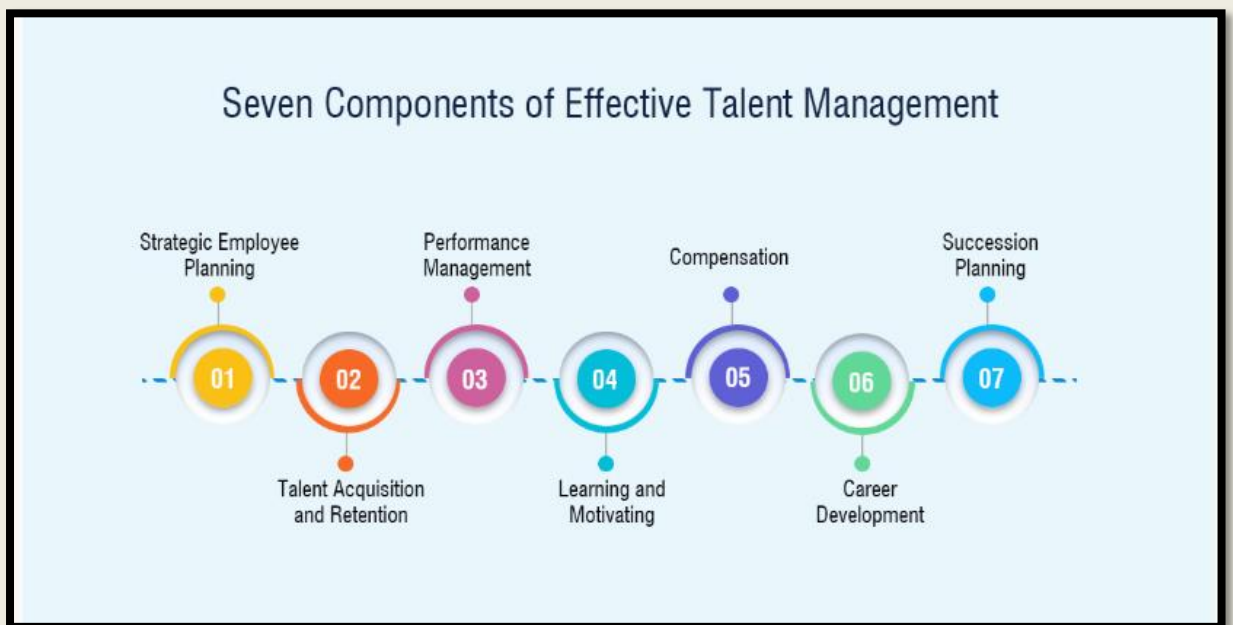 Seven Components of Effective Talent Management
Strategic Employee
Planning
Performance
Management
Compensation
Succession
Planning
01
02
03
04
05
06
07
Talent Acquisition
and Retention
Learning and
Motivating
Career
Development